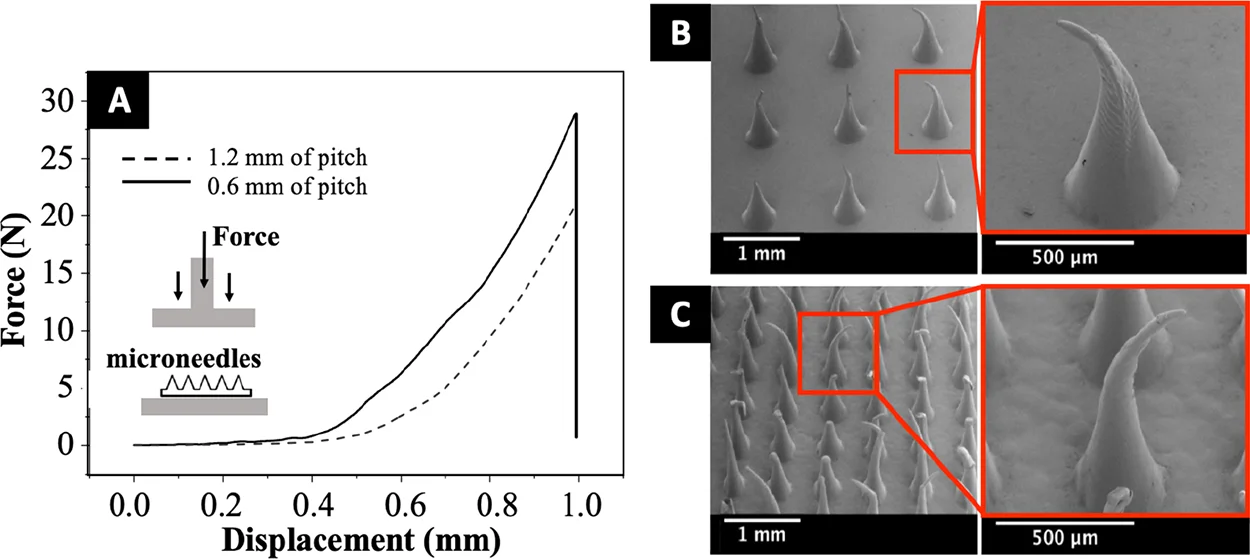 A
30
25
20
15
10
5
0
Force (N)
1.2 mm of pitch
0.6 mm of pitch
Force
microneedles
0.0 0.2 0.4 0.6 0.8 1.0
Displacement (mm)
B
1 mm
500 µm
C
1 mm
500 µm